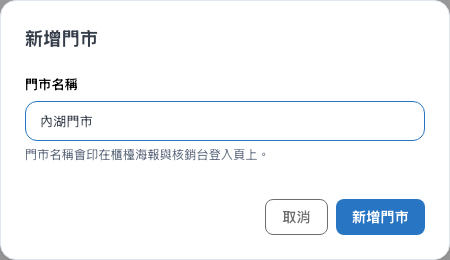 新增門市
門市名稱
內湖門市
門市名稱會印在櫃檯海報與核銷台登入頁上。
取消
新增門市